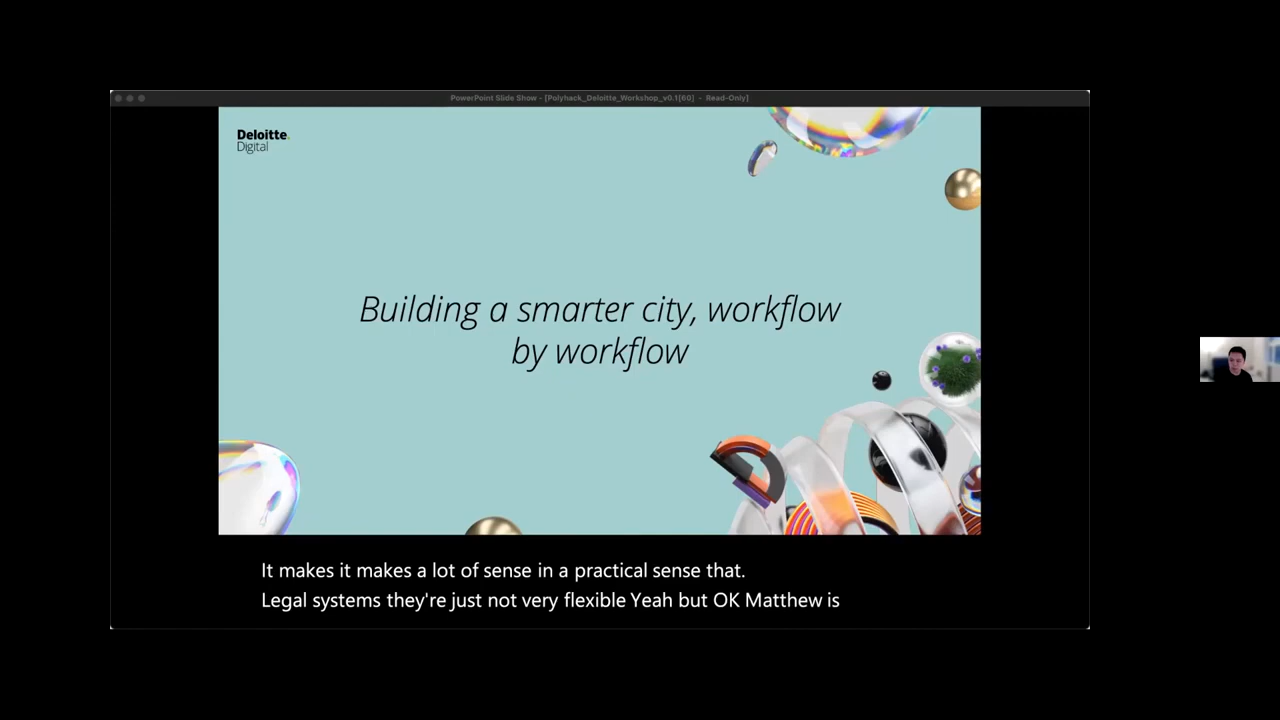 PowerPoint Slide Show - [Polyhack_Deloitte_Workshop_v0.1[60] - Read-Only]
Deloitte.
Digital
Building a smarter city, workflow
by workflow
It makes it makes a lot of sense in a practical sense that.
Legal systems they're just not very flexible Yeah but OK Matthew is